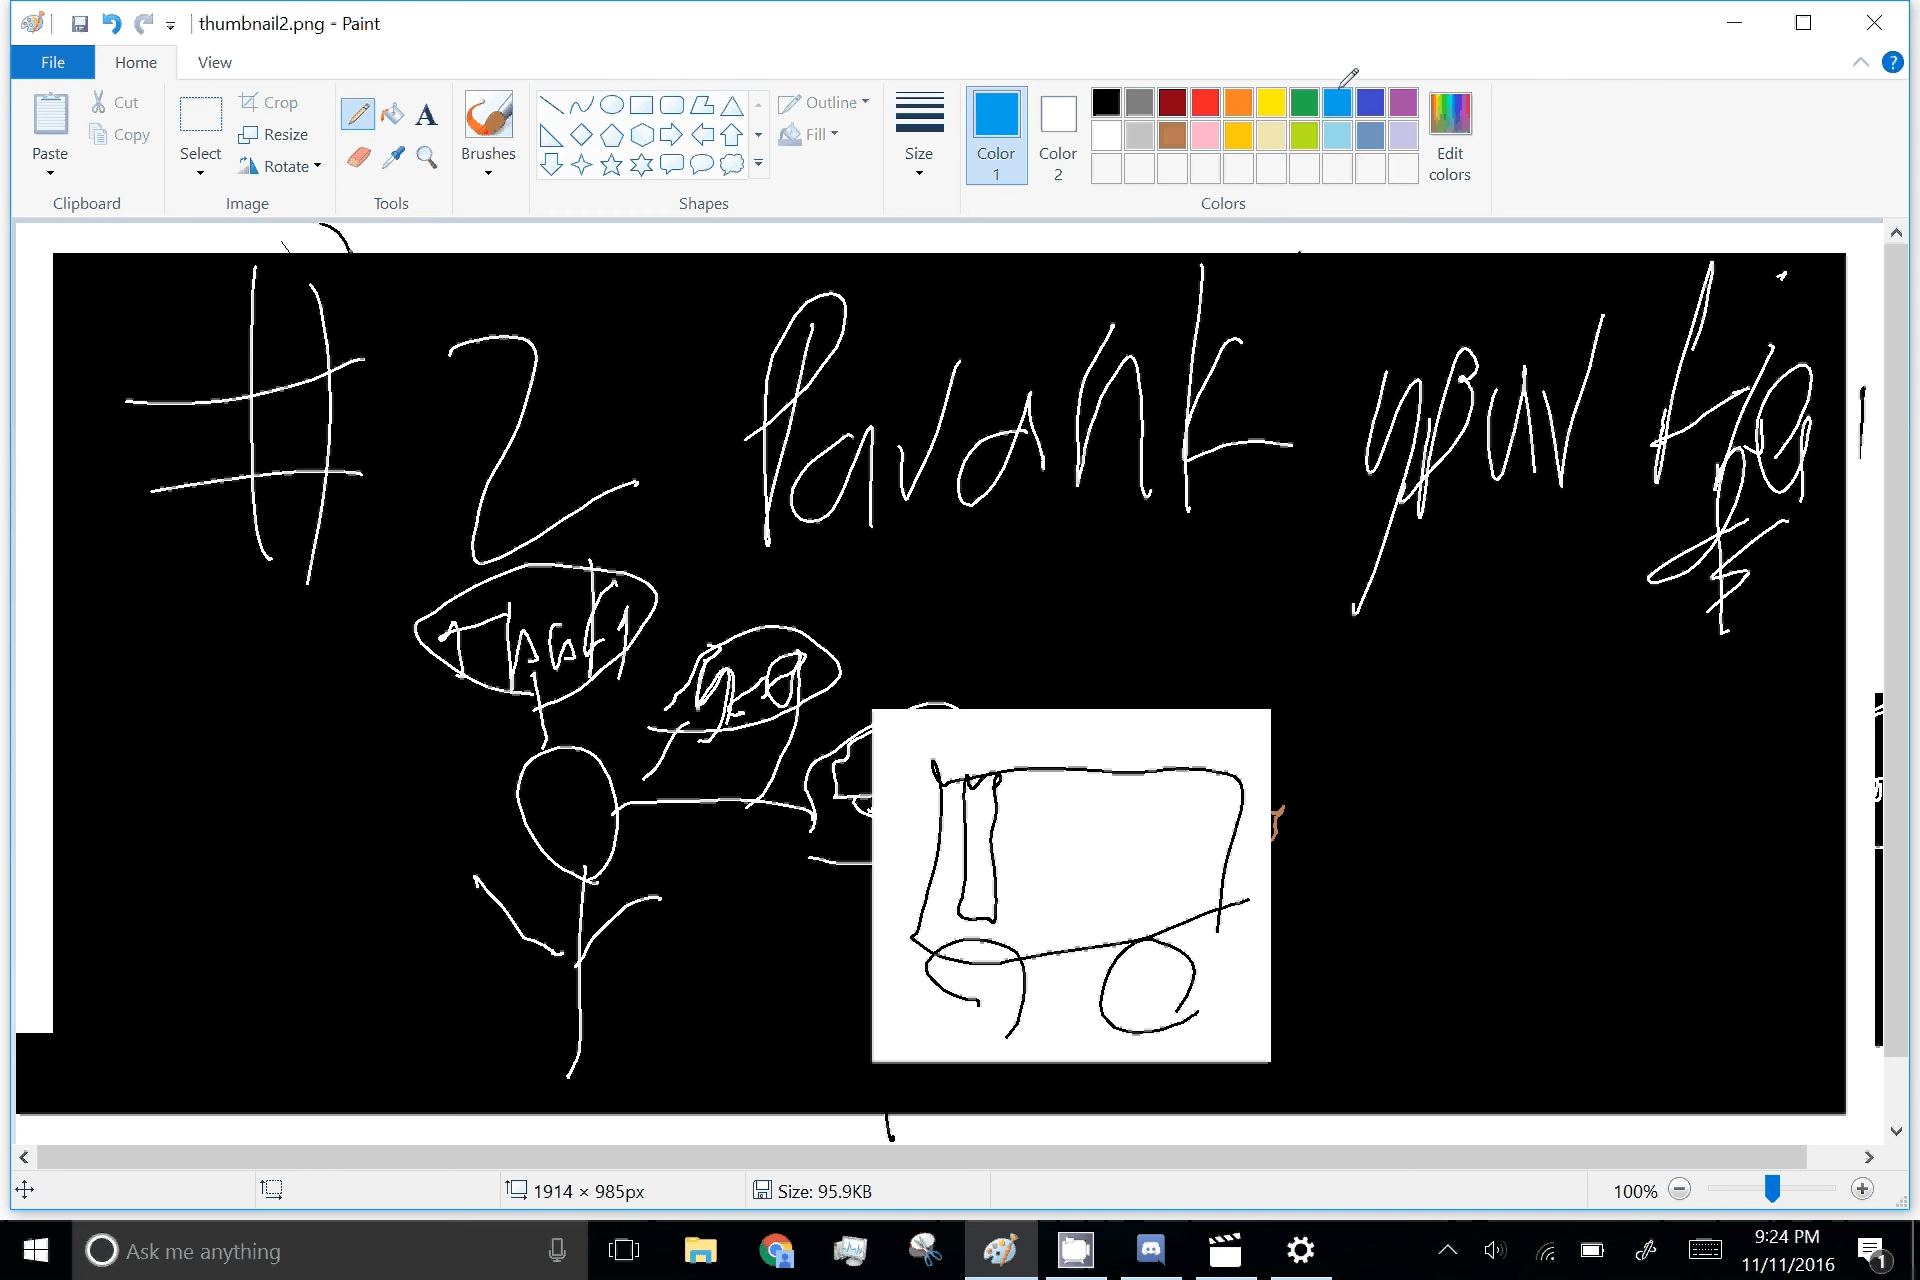 thumbnail2.png - Paint
File Home View
Paste Cut Copy Select Crop Resize Rotate Brushes Outline Fill Size Color 1 Color 2 Edit colors
Clipboard Image Tools Shapes Colors
# 2 your
1914 × 985px Size: 95.9KB 100%
Ask me anything 9:24 PM
11/11/2016 1